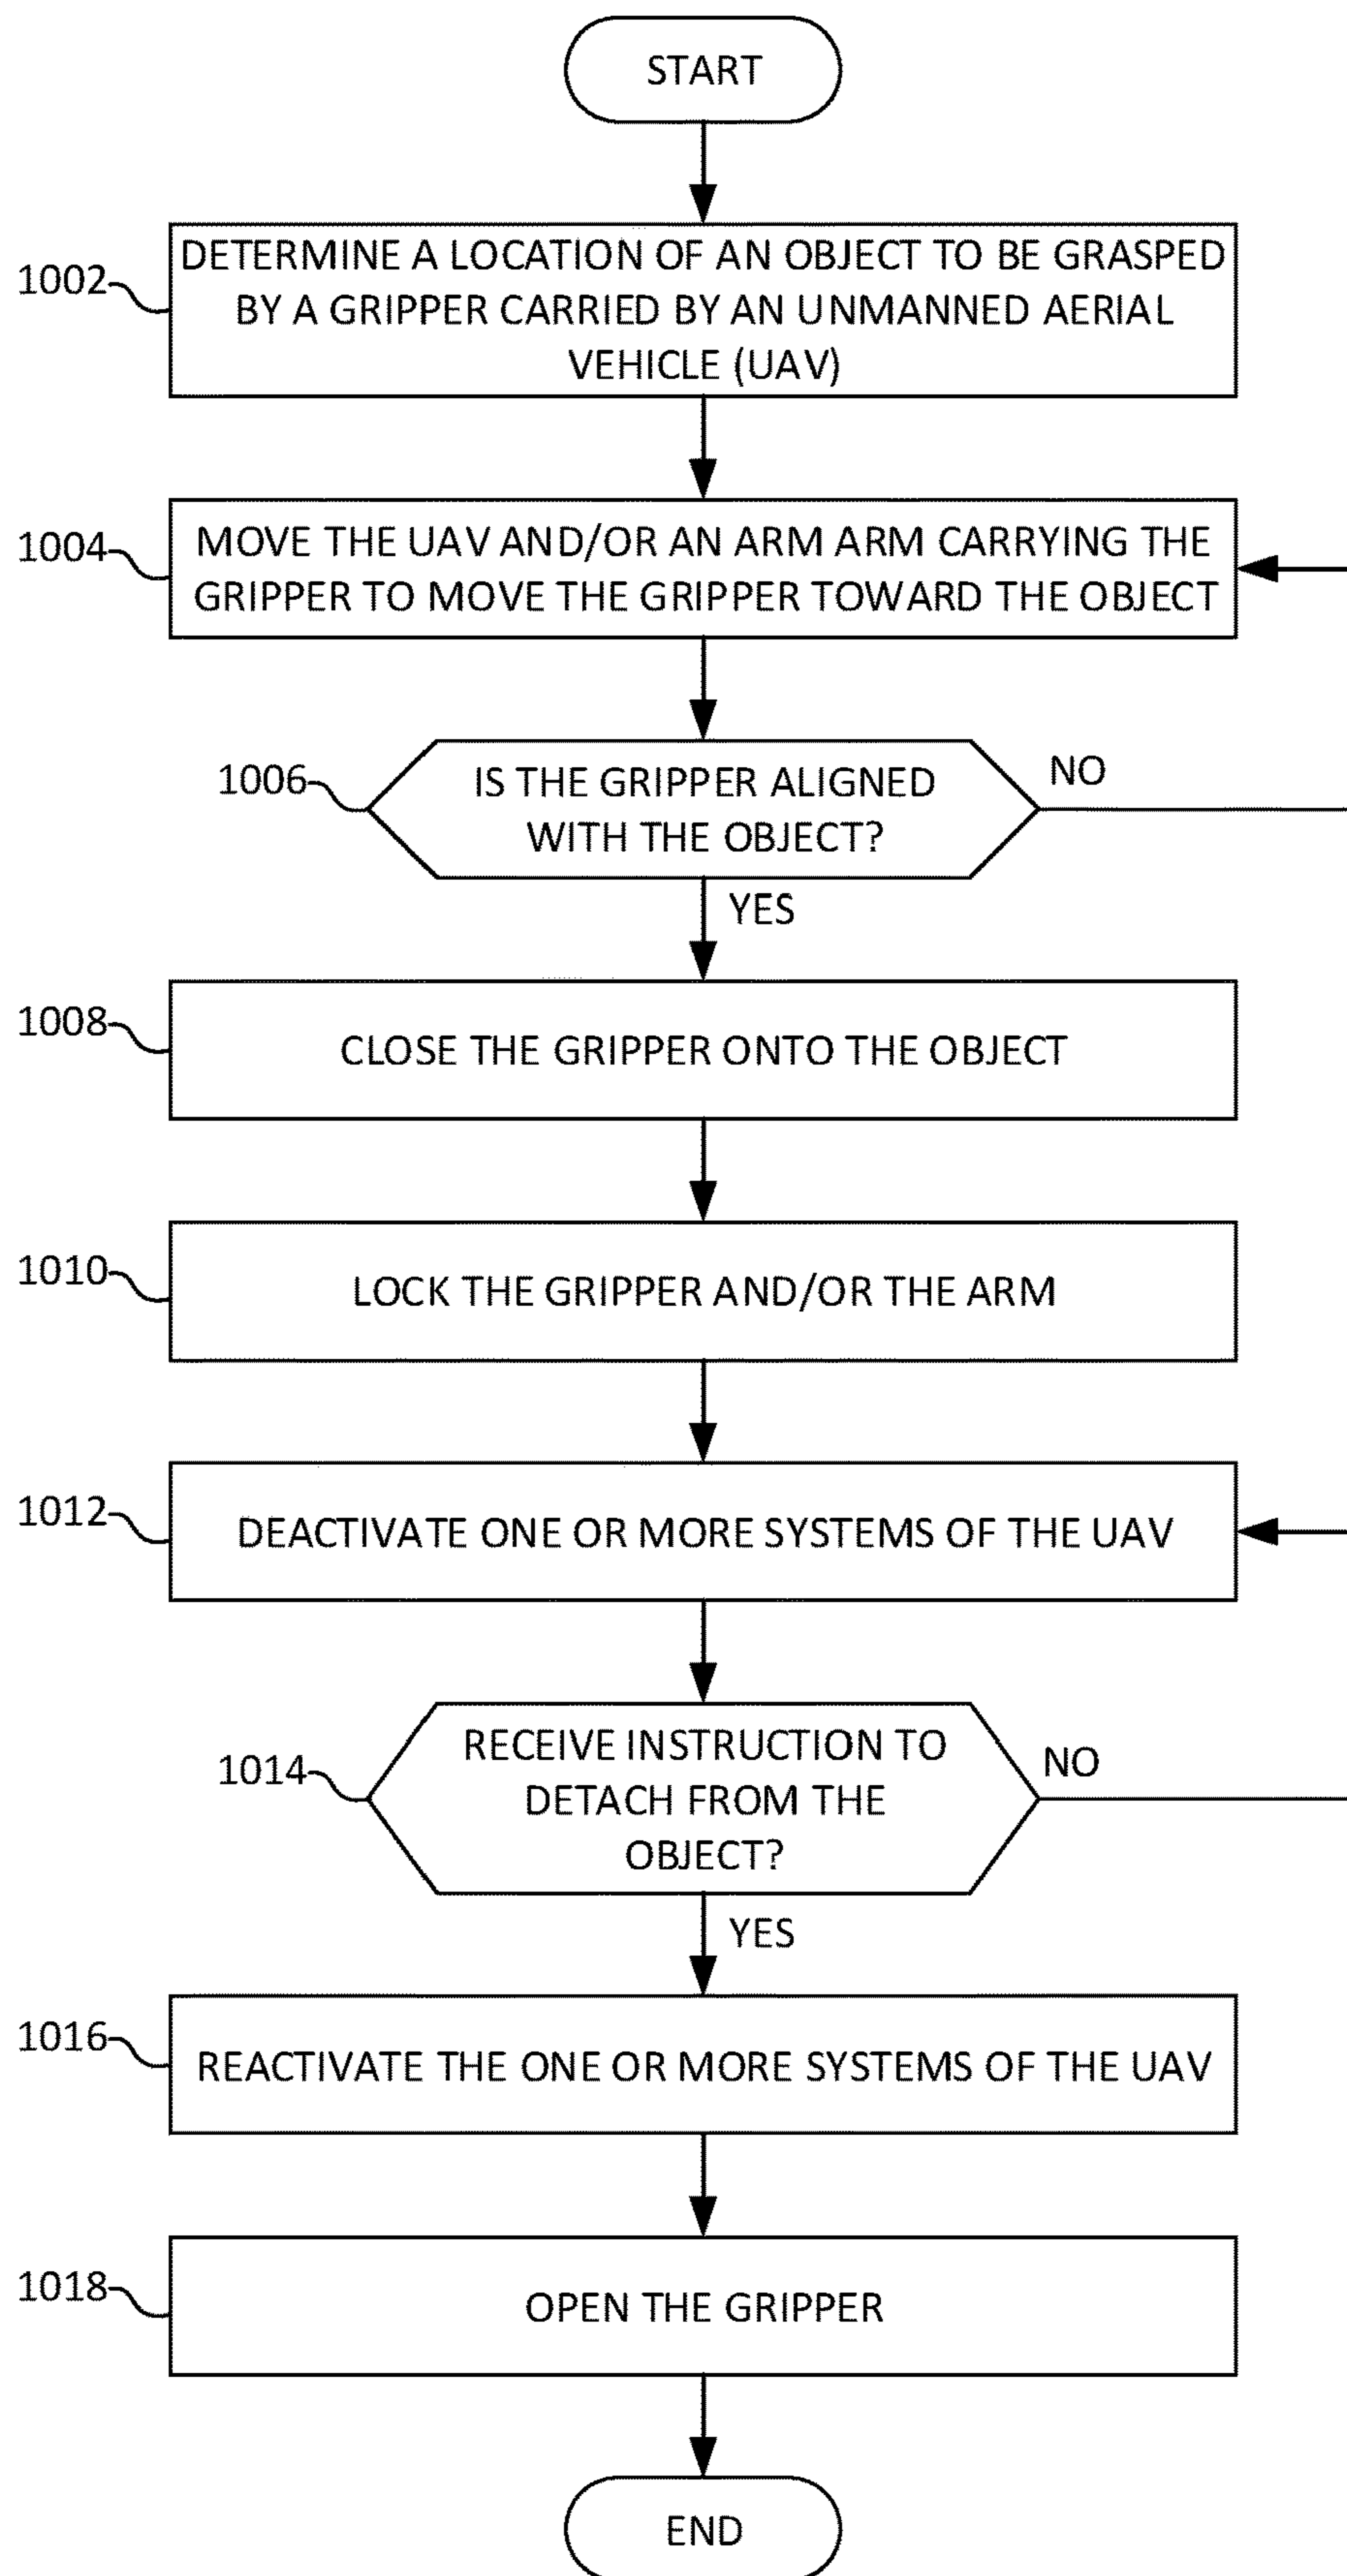 START
1002
DETERMINE A LOCATION OF AN OBJECT TO BE GRASPED
BY A GRIPPER CARRIED BY AN UNMANNED AERIAL
VEHICLE (UAV)
1004
MOVE THE UAV AND/OR AN ARM ARM CARRYING THE
GRIPPER TO MOVE THE GRIPPER TOWARD THE OBJECT
1006
IS THE GRIPPER ALIGNED
WITH THE OBJECT?
NO
YES
1008
CLOSE THE GRIPPER ONTO THE OBJECT
1010
LOCK THE GRIPPER AND/OR THE ARM
1012
DEACTIVATE ONE OR MORE SYSTEMS OF THE UAV
1014
RECEIVE INSTRUCTION TO
DETACH FROM THE
OBJECT?
NO
YES
1016
REACTIVATE THE ONE OR MORE SYSTEMS OF THE UAV
1018
OPEN THE GRIPPER
END